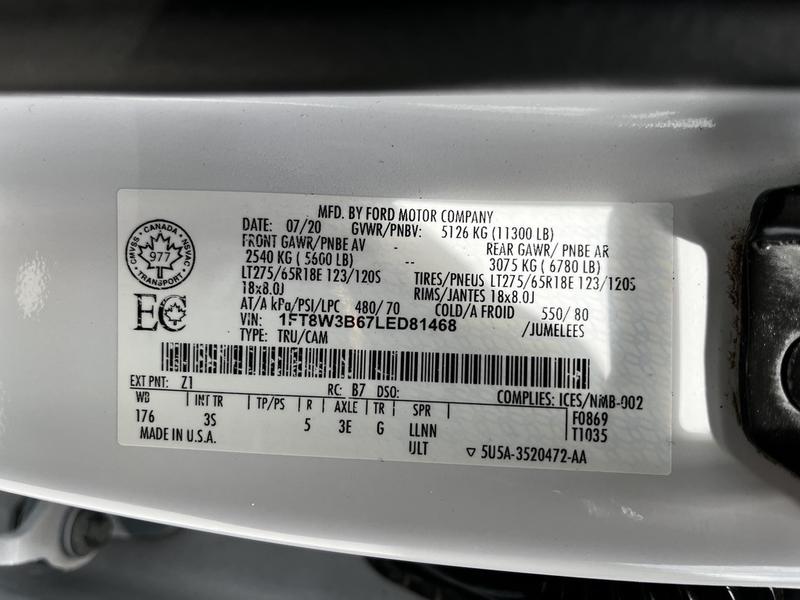 MFD. BY FORD MOTOR COMPANY
DATE: 07/20 GVWR/PNBV: 5126 KG (11300 LB)
FRONT GAWR/PNBE AV -- REAR GAWR/ PNBE AR
2540 KG ( 5600 LB) -- 3075 KG ( 6780 LB)
LT275/65R18E 123/120S TIRES/PNEUS LT275/65R18E 123/120S
18x8.0J RIMS/JANTES 18x8.0J
AT/A kPa/PSI/LPC 480/ 70 COLD/A FROID 550/ 80
VIN: 1FT8W3B67LED81468 /JUMELEES
TYPE: TRU/CAM
CMVSS · CANADA · NSVAC
977
TRANSPORT
EC
EXT PNT: Z1 RC: B7 DSO: COMPLIES: ICES/NMB-002
WB INT TR TP/PS R AXLE TR SPR F0869
176 3S 5 3E G LLNN T1035
MADE IN U.S.A. ULT ▽ 5U5A-3520472-AA